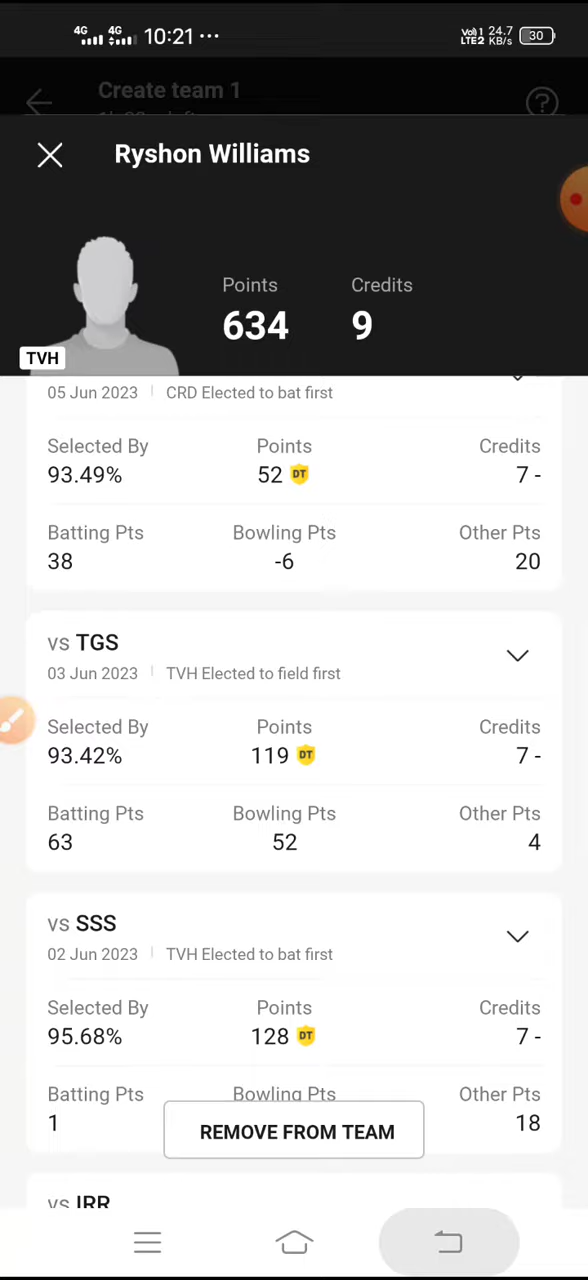 4G 4G 10:21 ··· Vo)) 1 LTE2 24.7 KB/s 30
Create team 1
Ryshon Williams
Points Credits
634 9
TVH
05 Jun 2023 | CRD Elected to bat first
Selected By Points Credits
93.49% 52 DT 7 -
Batting Pts Bowling Pts Other Pts
38 -6 20
vs TGS
03 Jun 2023 | TVH Elected to field first
Selected By Points Credits
93.42% 119 DT 7 -
Batting Pts Bowling Pts Other Pts
63 52 4
vs SSS
02 Jun 2023 | TVH Elected to bat first
Selected By Points Credits
95.68% 128 DT 7 -
Batting Pts Bowling Pts Other Pts
1 18
REMOVE FROM TEAM
vs IRR